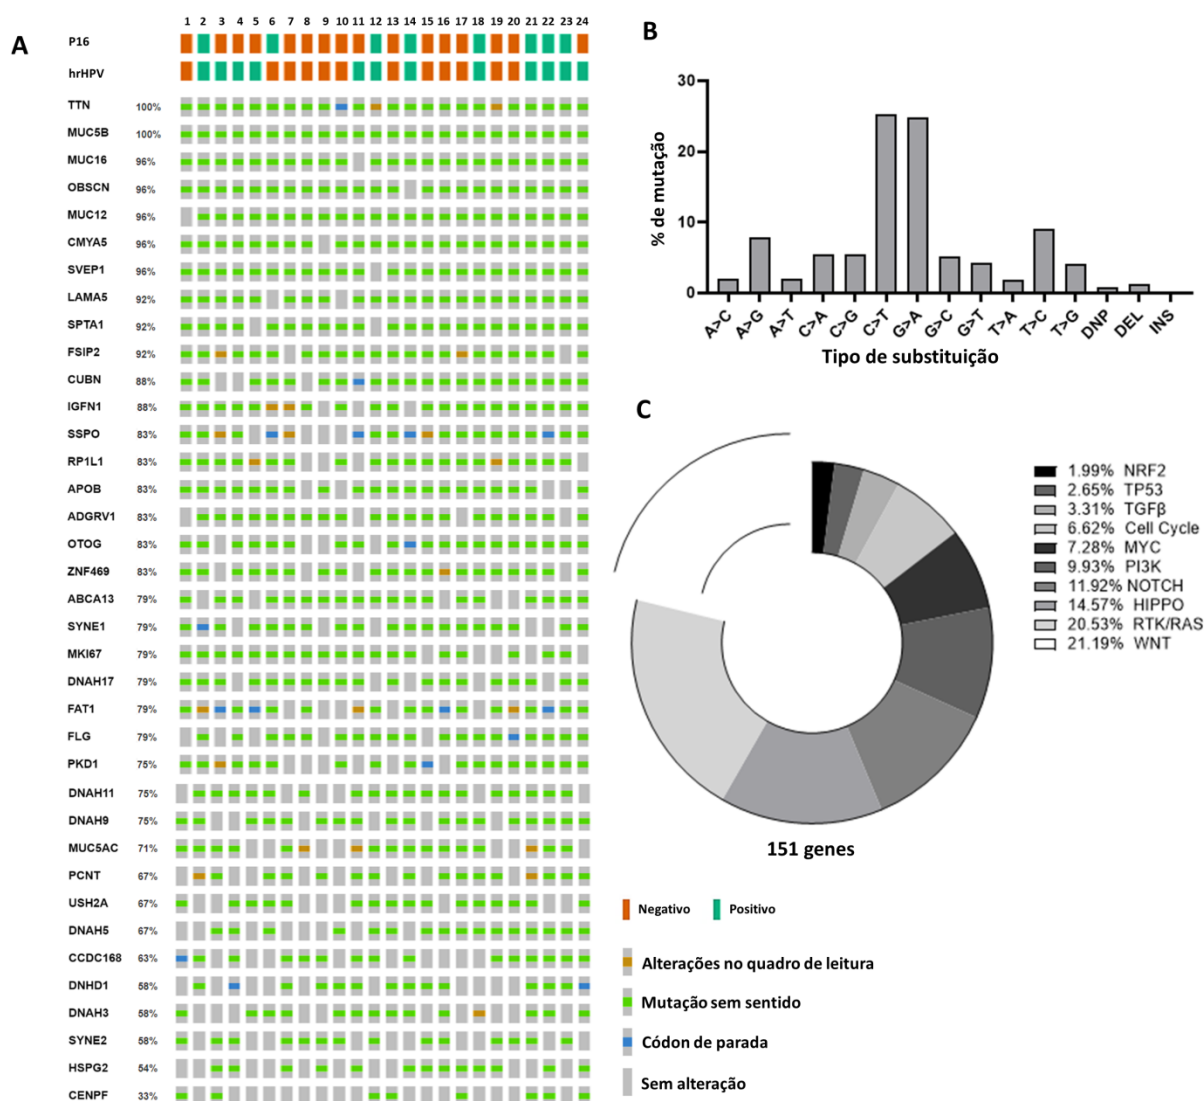 A
1 2 3 4 5 6 7 8 9 10 11 12 13 14 15 16 17 18 19 20 21 22 23 24
P16
hrHPV
TTN 100%
MUC5B 100%
MUC16 96%
OBSCN 96%
MUC12 96%
CMYA5 96%
SVEP1 96%
LAMA5 92%
SPTA1 92%
FSIP2 92%
CUBN 88%
IGFN1 88%
SSPO 83%
RP1L1 83%
APOB 83%
ADGRV1 83%
OTOG 83%
ZNF469 83%
ABCA13 79%
SYNE1 79%
MKI67 79%
DNAH17 79%
FAT1 79%
FLG 79%
PKD1 75%
DNAH11 75%
DNAH9 75%
MUC5AC 71%
PCNT 67%
USH2A 67%
DNAH5 67%
CCDC168 63%
DNHD1 58%
DNAH3 58%
SYNE2 58%
HSPG2 54%
CENPF 33%
B
% de mutação
30
20
10
0
A>C A>G A>T C>A C>G C>T G>A G>C G>T T>A T>C T>G DNP DEL INS
Tipo de substituição
C
1.99% NRF2
2.65% TP53
3.31% TGFβ
6.62% Cell Cycle
7.28% MYC
9.93% PI3K
11.92% NOTCH
14.57% HIPPO
20.53% RTK/RAS
21.19% WNT
151 genes
Negativo Positivo
Alterações no quadro de leitura
Mutação sem sentido
Códon de parada
Sem alteração